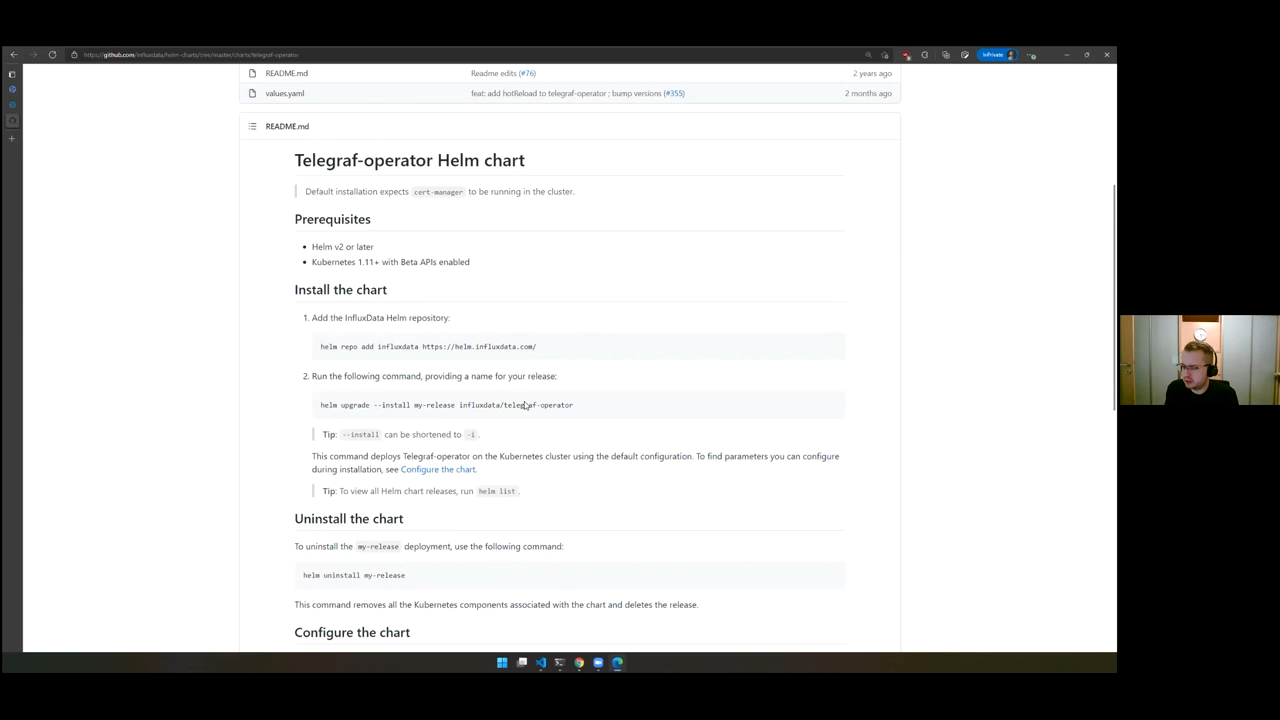 https://github.com/influxdata/helm-charts/tree/master/charts/telegraf-operator
InPrivate
README.md Readme edits (#76) 2 years ago
values.yaml feat: add hotReload to telegraf-operator ; bump versions (#355) 2 months ago
README.md
Telegraf-operator Helm chart
Default installation expects cert-manager to be running in the cluster.
Prerequisites
• Helm v2 or later
• Kubernetes 1.11+ with Beta APIs enabled
Install the chart
1. Add the InfluxData Helm repository:
helm repo add influxdata https://helm.influxdata.com/
2. Run the following command, providing a name for your release:
helm upgrade --install my-release influxdata/telegraf-operator
Tip: --install can be shortened to -i.
This command deploys Telegraf-operator on the Kubernetes cluster using the default configuration. To find parameters you can configure
during installation, see Configure the chart.
Tip: To view all Helm chart releases, run helm list.
Uninstall the chart
To uninstall the my-release deployment, use the following command:
helm uninstall my-release
This command removes all the Kubernetes components associated with the chart and deletes the release.
Configure the chart